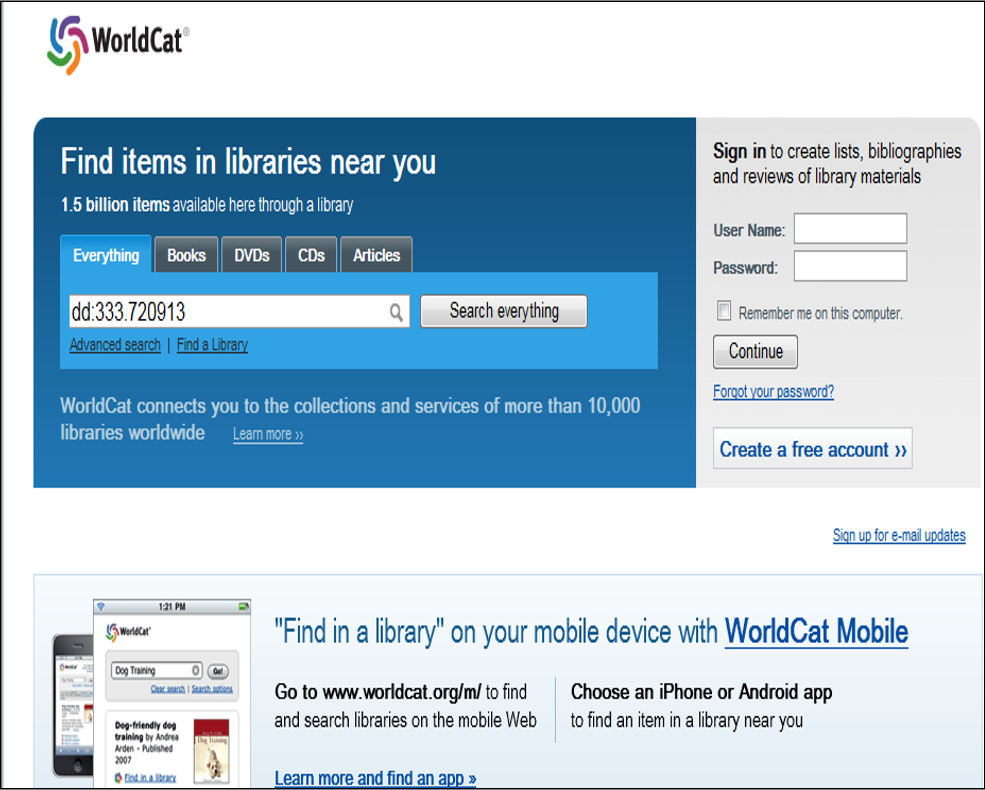 WorldCat®
Find items in libraries near you
1.5 billion items available here through a library
Everything
Books
DVDs
CDs
Articles
dd:333.720913
Search everything
Advanced search | Find a Library
WorldCat connects you to the collections and services of more than 10,000
libraries worldwide Learn more ››
Sign in to create lists, bibliographies
and reviews of library materials
User Name:
Password:
Remember me on this computer.
Continue
Forgot your password?
Create a free account ››
Sign up for e-mail updates
1:21 PM
WorldCat®
Dog Training
Go!
Clear search | Search options
Dog-friendly dog
training by Andrea
Arden - Published
2007
Find in a library
Dog Training
"Find in a library" on your mobile device with WorldCat Mobile
Go to www.worldcat.org/m/ to find
and search libraries on the mobile Web
Choose an iPhone or Android app
to find an item in a library near you
Learn more and find an app »